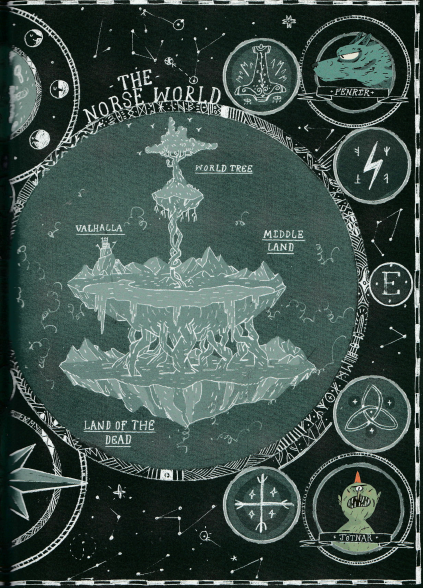 THE
NORSE WORLD
FENRIR
WORLD TREE
VALHALLA
MIDDLE
LAND
E
LAND OF THE
DEAD
JOTNAR